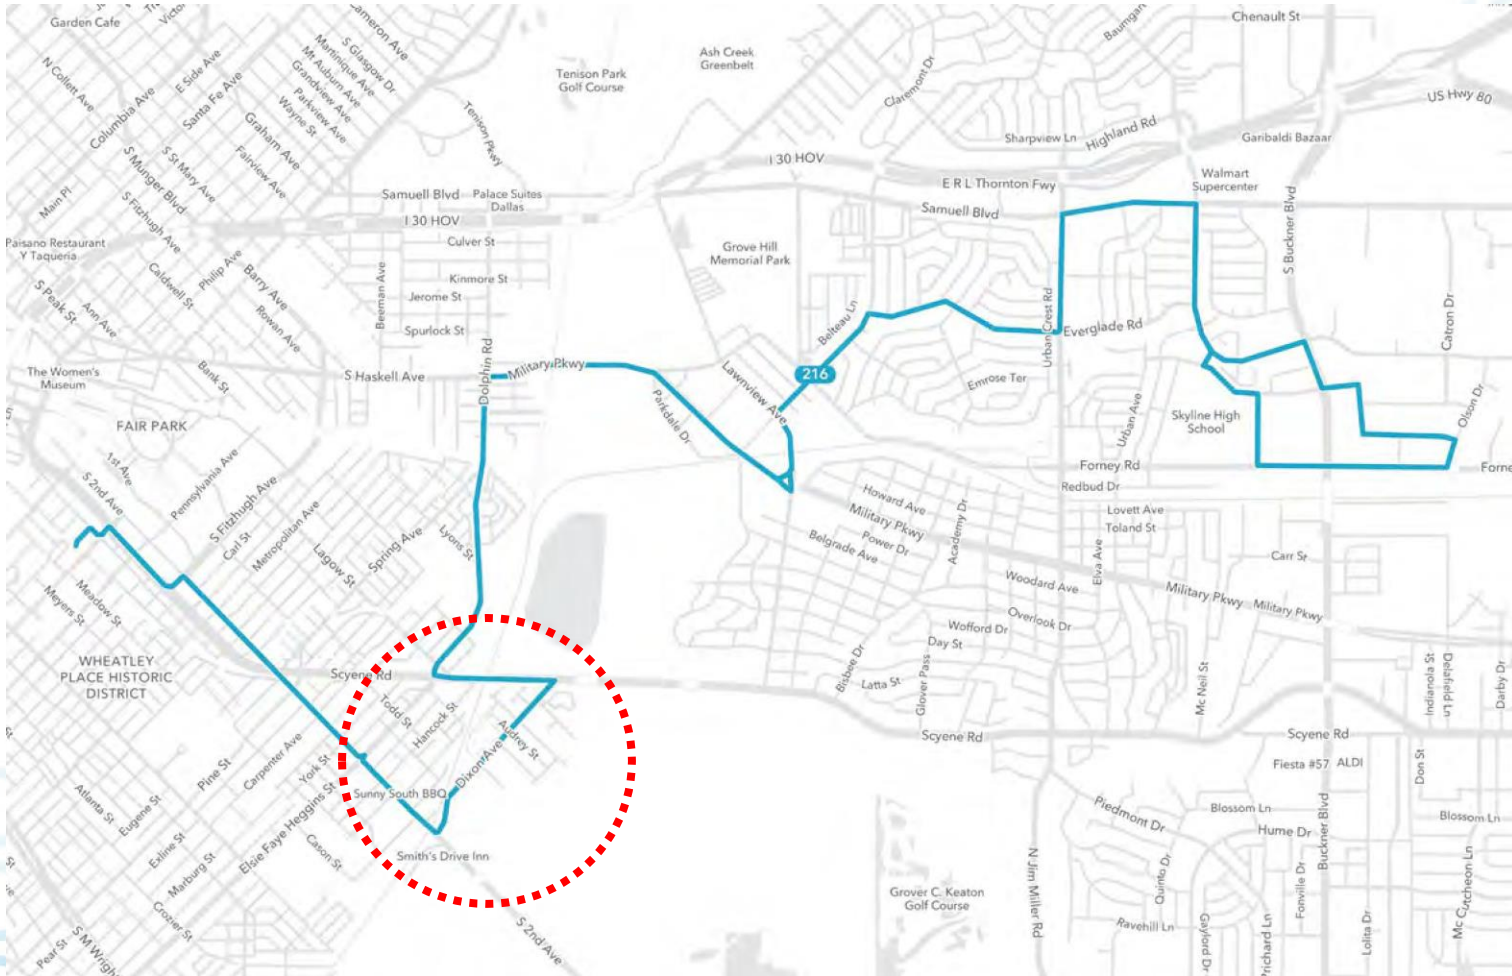 Garden Cafe
Cameron Ave
S Glasgow Dr
Martinique Ave
Mt Auburn Ave
Grandview Ave
Parkview Ave
Wayne St
N Collett Ave
E Side Ave
Columbia Ave
Santa Fe Ave
Graham Ave
Fairview Ave
S Munger Blvd
S St Mary Ave
S Fitzhugh Ave
Main Pl
Tenison Park
Golf Course
Tenison Pkwy
Ash Creek
Greenbelt
Claremont Dr
Chenault St
US Hwy 80
Sharpview Ln
Highland Rd
Garibaldi Bazaar
I 30 HOV
E R L Thornton Fwy
Walmart
Supercenter
Samuell Blvd
Palace Suites
Dallas
I 30 HOV
Samuell Blvd
S Buckner Blvd
Paisano Restaurant
Y Taqueria
Culver St
Kinmore St
Jerome St
Spurlock St
Beeman Ave
Philip Ave
Barry Ave
Caldwell St
Rowan Ave
S Peak St
Ann Ave
Grove Hill
Memorial Park
Belteau Ln
Urban Crest Rd
Everglade Rd
Catron Dr
The Women's
Museum
Bank St
S Haskell Ave
Dolphin Rd
Military Pkwy
Parkdale Dr
Lawnview Ave
216
Emrose Ter
Urban Ave
Skyline High
School
Olson Dr
FAIR PARK
1st Ave
S 2nd Ave
Pennsylvania Ave
S Fitzhugh Ave
Carl St
Metropolitan Ave
Lagow St
Spring Ave
Lyons St
Forney Rd
Forne
Redbud Dr
Howard Ave
Military Pkwy
Power Dr
Belgrade Ave
Academy Dr
Lovett Ave
Toland St
Elva Ave
Carr St
Woodard Ave
Military Pkwy
Military Pkwy
Overlook Dr
Wofford Dr
Day St
Meadow St
Meyers St
WHEATLEY
PLACE HISTORIC
DISTRICT
Scyene Rd
Todd St
Hancock St
Audrey St
Dixon Ave
Bisbee Dr
Latta St
Glover Pass
Mc Neil St
Indianola St
Delafield Ln
Darby Dr
Scyene Rd
Scyene Rd
Fiesta #57
ALDI
Don St
Carpenter Ave
Pine St
York St
Sunny South BBQ
Atlanta St
Eugene St
Elsie Faye Heggins St
Exline St
Marburg St
Cason St
Smith's Drive Inn
Crozier St
Pear St
S M Wrigh
S 2nd Ave
Grover C. Keaton
Golf Course
N Jim Miller Rd
Piedmont Dr
Blossom Ln
Hume Dr
Buckner Blvd
Blossom Ln
Quinto Dr
Fonville Dr
Ravehill Ln
Gaylord Dr
Prichard Ln
Lolita Dr
Mc Cutcheon Ln